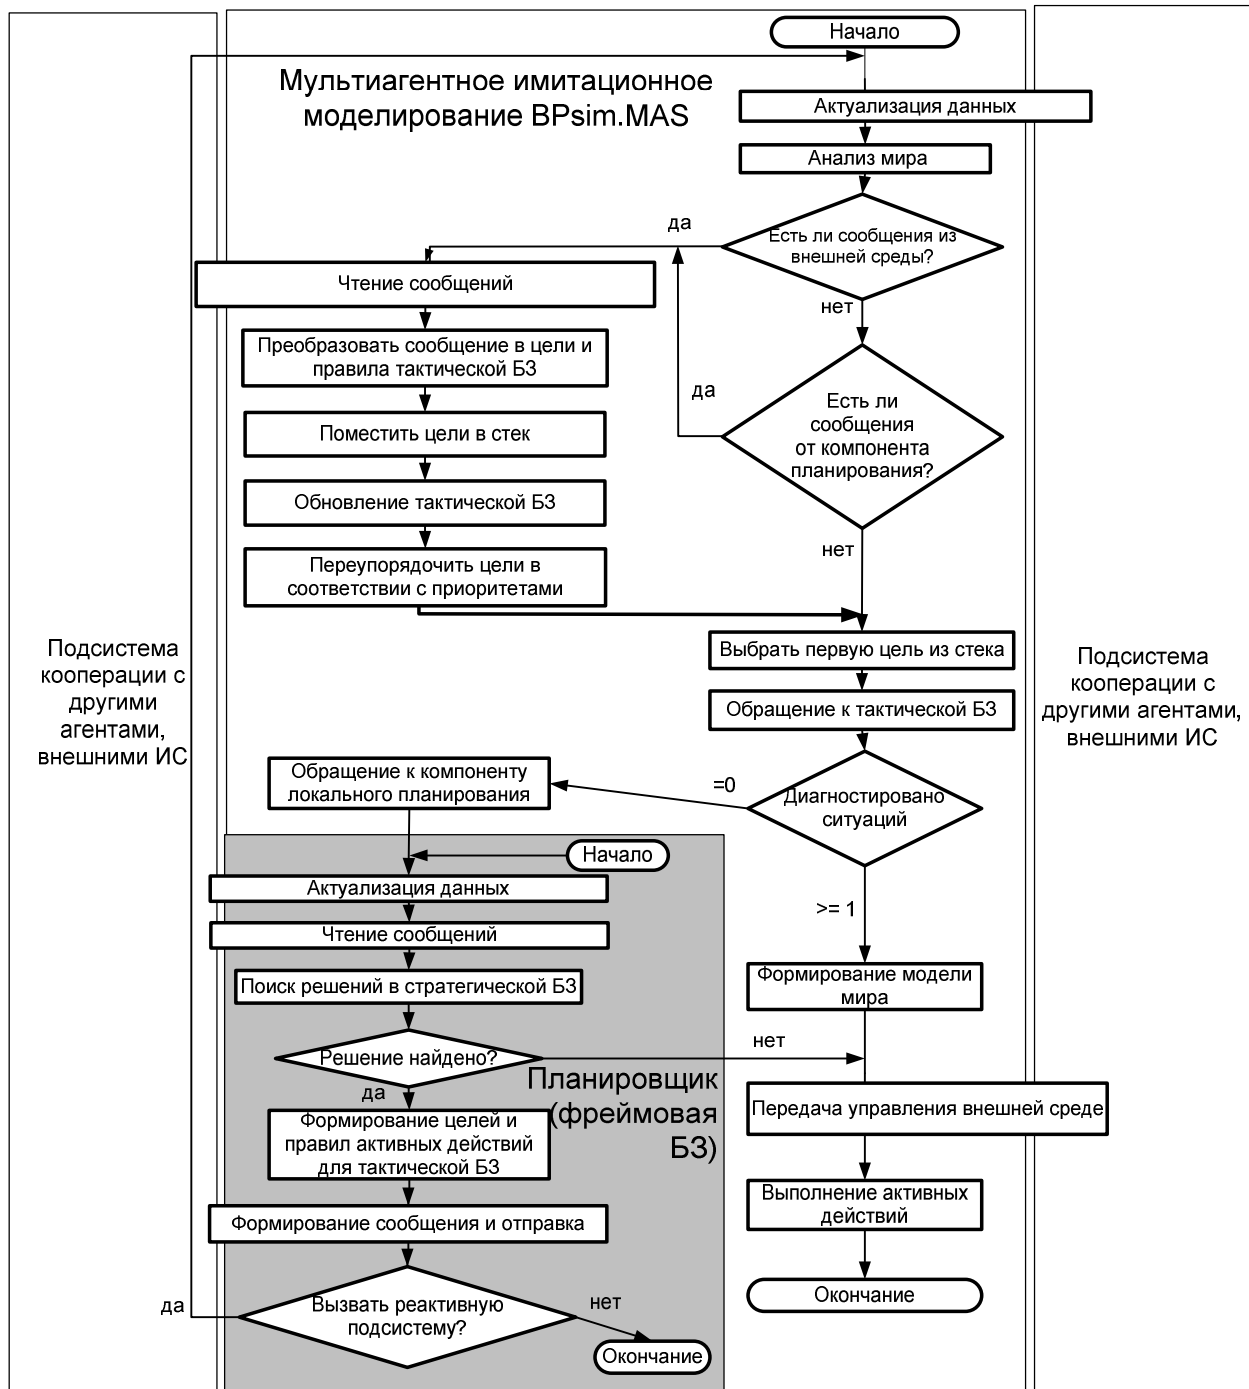 Начало
Мультиагентное имитационное
моделирование BPsim.MAS
Актуализация данных
Анализ мира
Есть ли сообщения из
внешней среды?
да
нет
Чтение сообщений
Преобразовать сообщение в цели и
правила тактической БЗ
Поместить цели в стек
Обновление тактической БЗ
Переупорядочить цели в
соответствии с приоритетами
Есть ли
сообщения
от компонента
планирования?
да
нет
Выбрать первую цель из стека
Обращение к тактической БЗ
Диагностировано
ситуаций
=0
>= 1
Подсистема
кооперации с
другими
агентами,
внешними ИС
Подсистема
кооперации с
другими агентами,
внешними ИС
Обращение к компоненту
локального планирования
Начало
Актуализация данных
Чтение сообщений
Поиск решений в стратегической БЗ
Решение найдено?
нет
да
Планировщик
(фреймовая
БЗ)
Формирование целей и
правил активных действий
для тактической БЗ
Формирование сообщения и отправка
Вызвать реактивную
подсистему?
да
нет
Окончание
Формирование модели
мира
Передача управления внешней среде
Выполнение активных
действий
Окончание